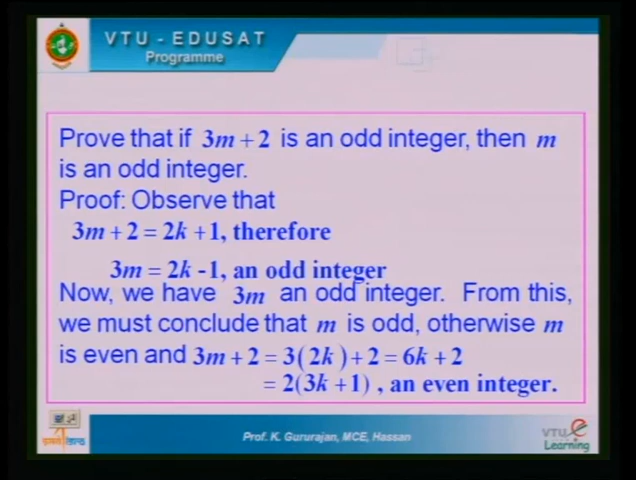 VTU - EDUSAT
Programme
Prove that if 3m + 2 is an odd integer, then m
is an odd integer.
Proof: Observe that
3m + 2 = 2k + 1, therefore
3m = 2k - 1, an odd integer
Now, we have 3m an odd integer. From this,
we must conclude that m is odd, otherwise m
is even and 3m + 2 = 3(2k) + 2 = 6k + 2
= 2(3k + 1) , an even integer.
Prof. K. Gururajan, MCE, Hassan
VTU e
Learning